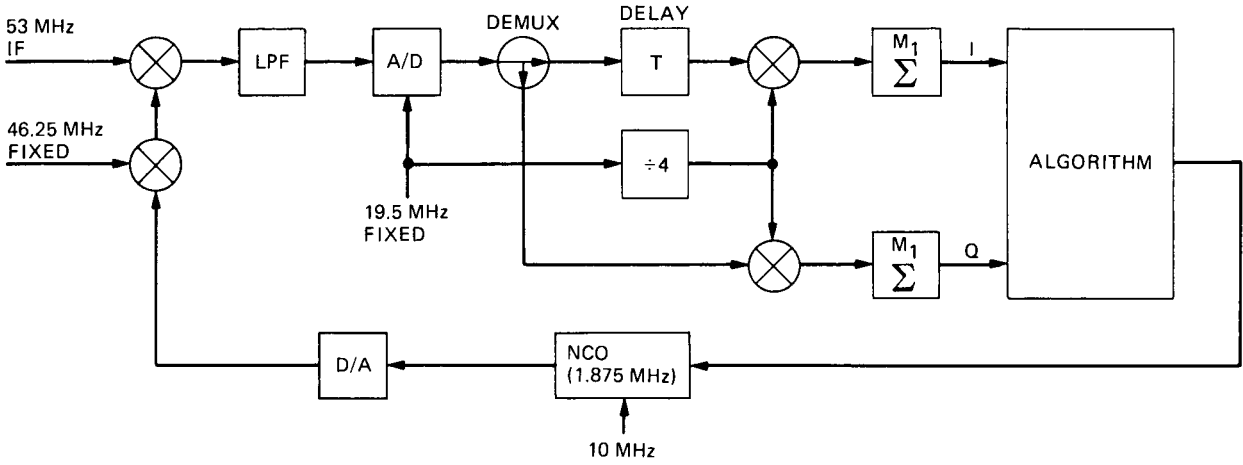 53 MHz
IF
LPF
A/D
DEMUX
DELAY
T
M1
Σ
I
46.25 MHz
FIXED
÷4
ALGORITHM
19.5 MHz
FIXED
M1
Σ
Q
D/A
NCO
(1.875 MHz)
10 MHz